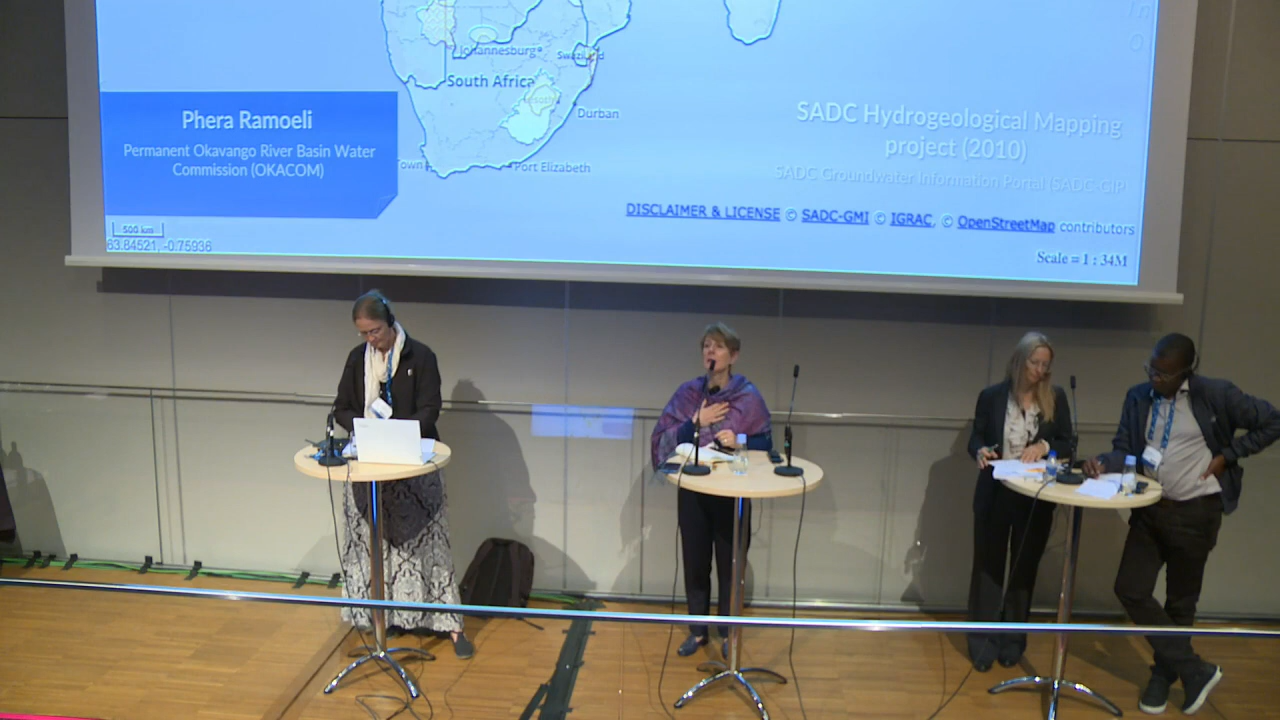 Johannesburg
Swaziland
South Africa
Lesotho
Durban
Town
Port Elizabeth
Phera Ramoeli
Permanent Okavango River Basin Water
Commission (OKACOM)
SADC Hydrogeological Mapping
project (2010)
SADC Groundwater Information Portal (SADC-GIP
DISCLAIMER & LICENSE © SADC-GMI © IGRAC, © OpenStreetMap contributors
500 km
63.84521, -0.75936
Scale = 1 : 34M